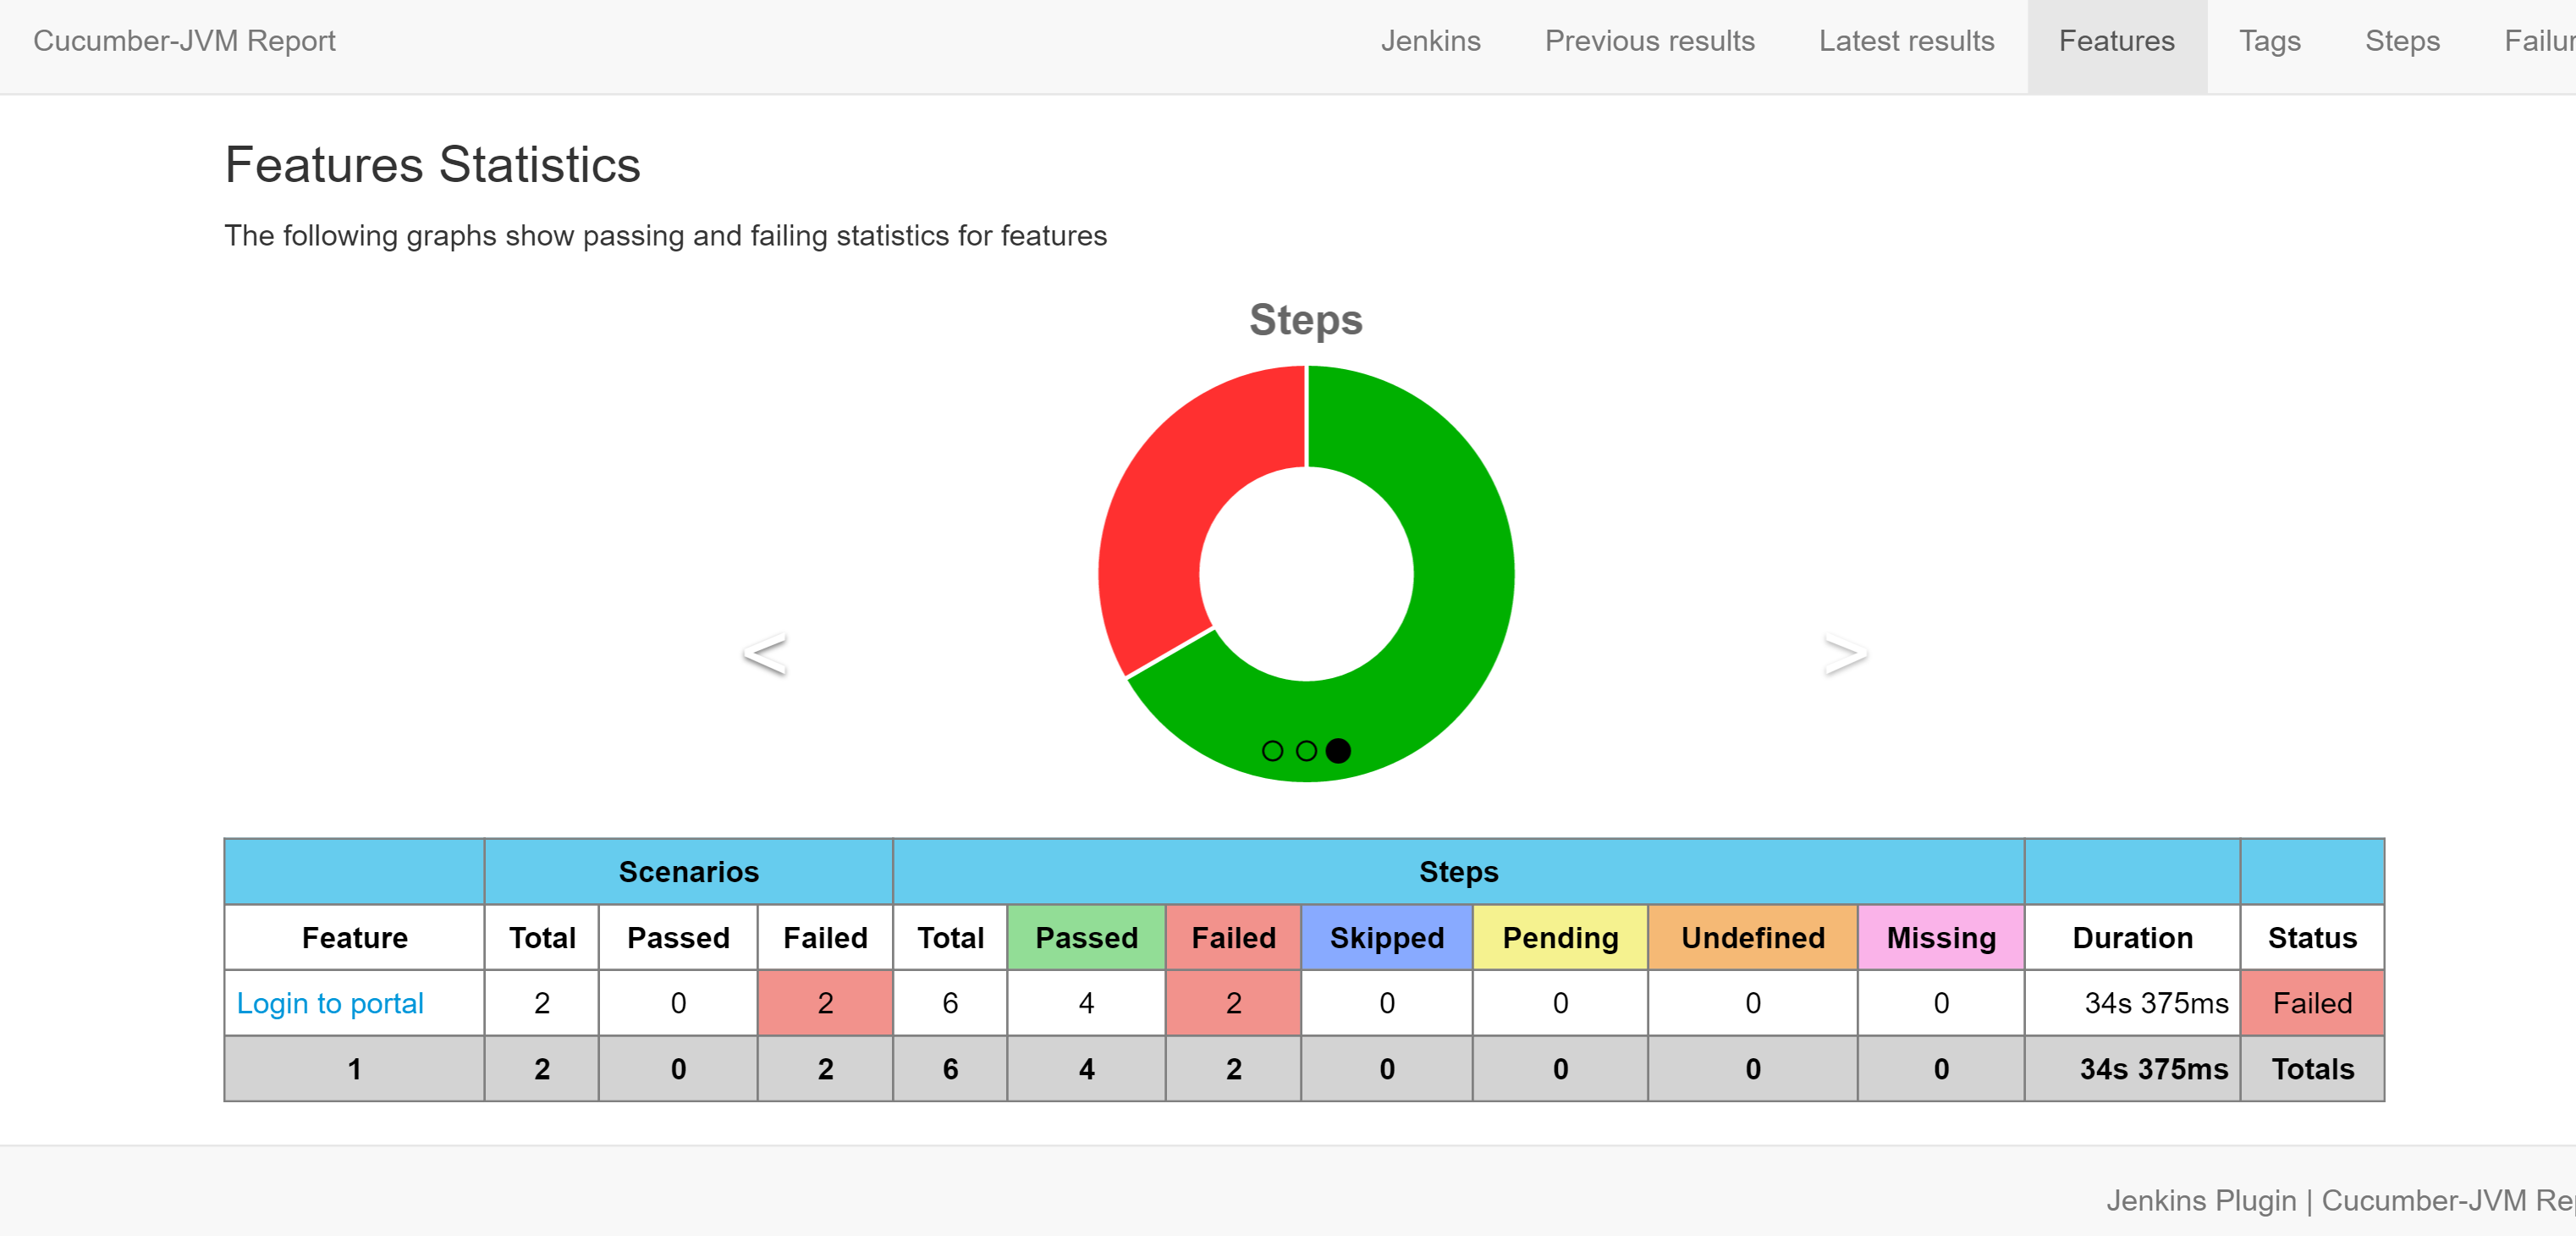 Cucumber-JVM Report Jenkins Previous results Latest results Features Tags Steps Failur
Features Statistics
The following graphs show passing and failing statistics for features
Steps
< >
Scenarios Steps
Feature Total Passed Failed Total Passed Failed Skipped Pending Undefined Missing Duration Status
Login to portal 2 0 2 6 4 2 0 0 0 0 34s 375ms Failed
1 2 0 2 6 4 2 0 0 0 0 34s 375ms Totals
Jenkins Plugin | Cucumber-JVM Rep